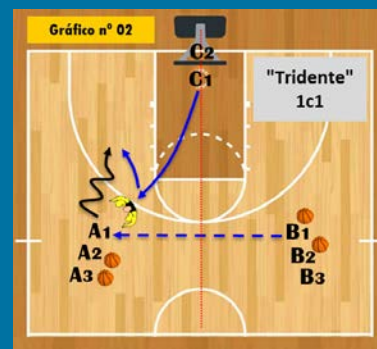 Gráfico nº 02
C2
C1
"Tridente"
1c1
A1
A2
A3
B1
B2
B3